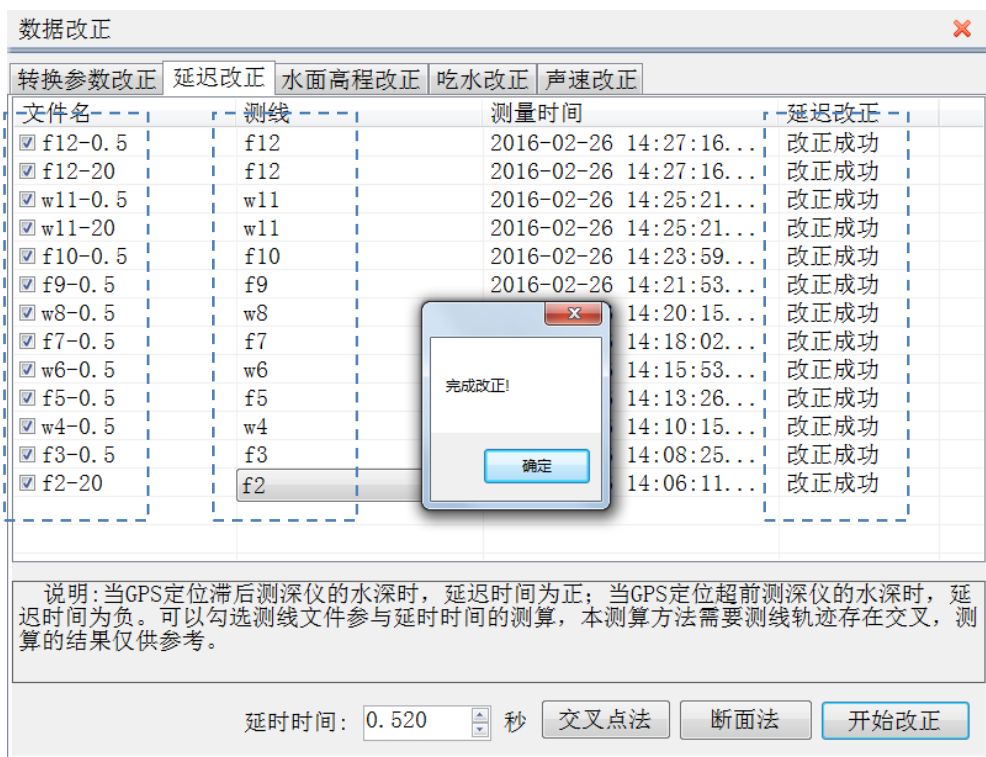 数据改正
转换参数改正 延迟改正 水面高程改正 吃水改正 声速改正
文件名 测线 测量时间 延迟改正
f12-0.5 f12 2016-02-26 14:27:16... 改正成功
f12-20 f12 2016-02-26 14:27:16... 改正成功
w11-0.5 w11 2016-02-26 14:25:21... 改正成功
w11-20 w11 2016-02-26 14:25:21... 改正成功
f10-0.5 f10 2016-02-26 14:23:59... 改正成功
f9-0.5 f9 2016-02-26 14:21:53... 改正成功
w8-0.5 w8 14:20:15... 改正成功
f7-0.5 f7 14:18:02... 改正成功
w6-0.5 w6 14:15:53... 改正成功
f5-0.5 f5 14:13:26... 改正成功
w4-0.5 w4 14:10:15... 改正成功
f3-0.5 f3 14:08:25... 改正成功
f2-20 f2 14:06:11... 改正成功
完成改正!
确定
说明:当GPS定位滞后测深仪的水深时，延迟时间为正；当GPS定位超前测深仪的水深时，延
迟时间为负。可以勾选测线文件参与延时时间的测算，本测算方法需要测线轨迹存在交叉，测
算的结果仅供参考。
延时时间: 0.520 秒 交叉点法 断面法 开始改正